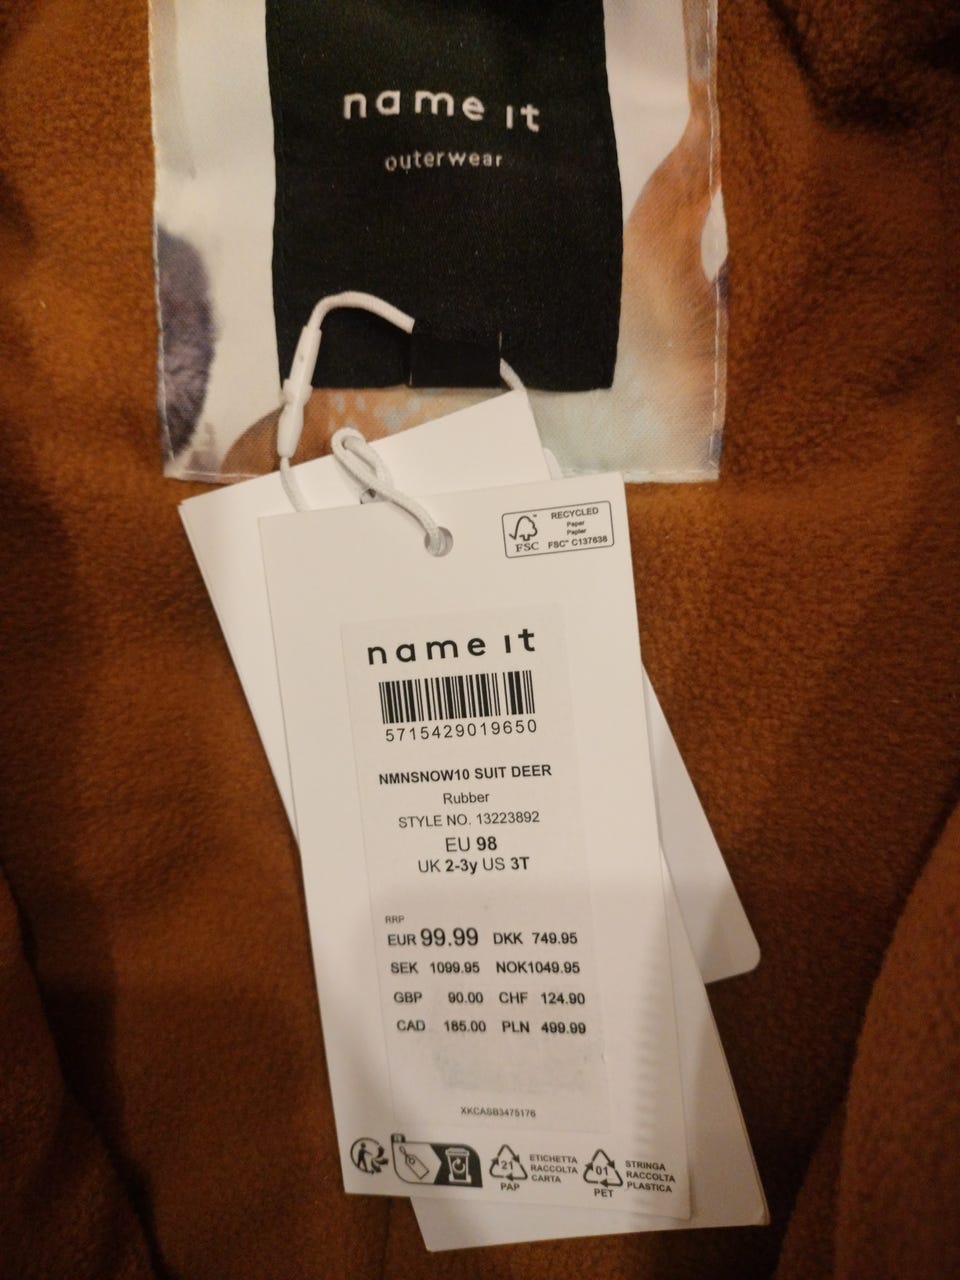 name it
outerwear
RECYCLED
Paper
Papier
FSC™ C137638
FSC
name it
5715429019650
NMNSNOW10 SUIT DEER
Rubber
STYLE NO. 13223892
EU 98
UK 2-3y US 3T
RRP
EUR 99.99 DKK 749.95
SEK 1099.95 NOK1049.95
GBP 90.00 CHF 124.90
CAD 185.00 PLN 499.99
XKCASB3475176
21
PAP
ETICHETTA
RACCOLTA
CARTA
01
PET
STRINGA
RACCOLTA
PLASTICA